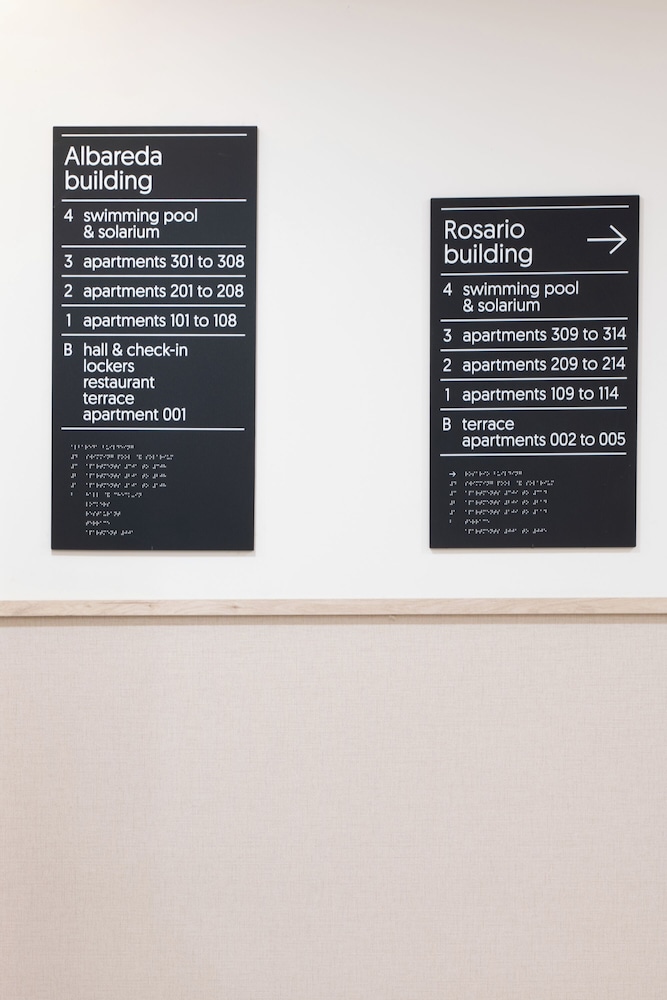 Albareda
building
4 swimming pool
& solarium
3 apartments 301 to 308
2 apartments 201 to 208
1 apartments 101 to 108
B hall & check-in
lockers
restaurant
terrace
apartment 001
Rosario
building →
4 swimming pool
& solarium
3 apartments 309 to 314
2 apartments 209 to 214
1 apartments 109 to 114
B terrace
apartments 002 to 005